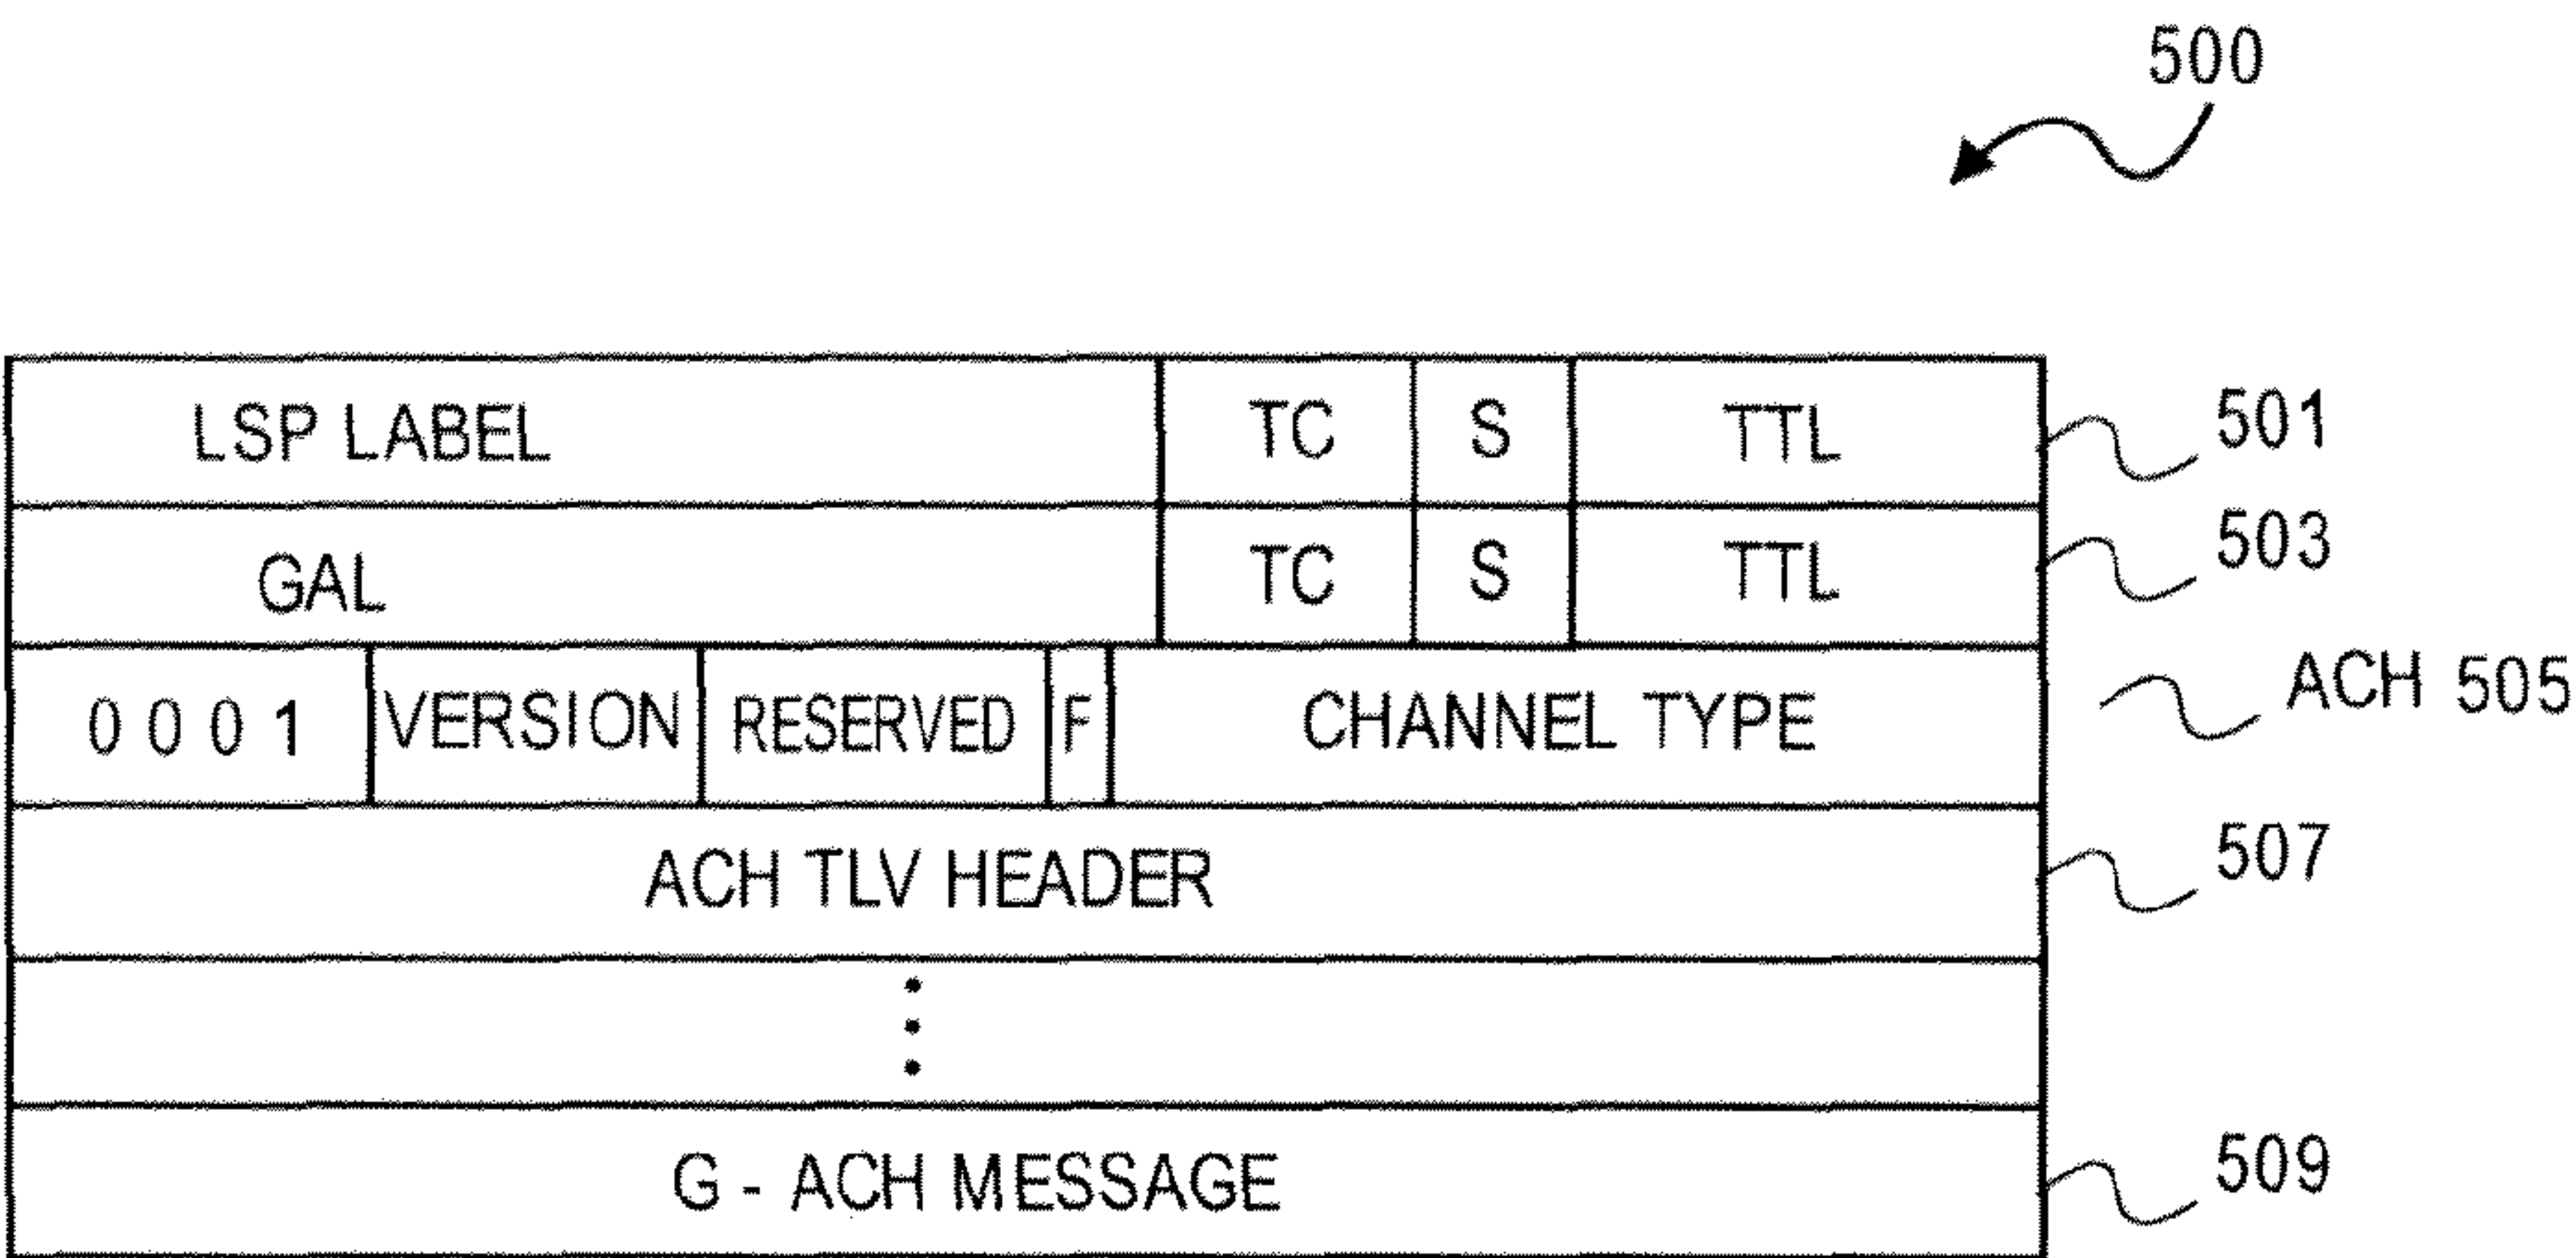 500
LSP LABEL TC S TTL 501
GAL TC S TTL 503
0 0 0 1 VERSION RESERVED F CHANNEL TYPE ACH 505
ACH TLV HEADER 507
G - ACH MESSAGE 509